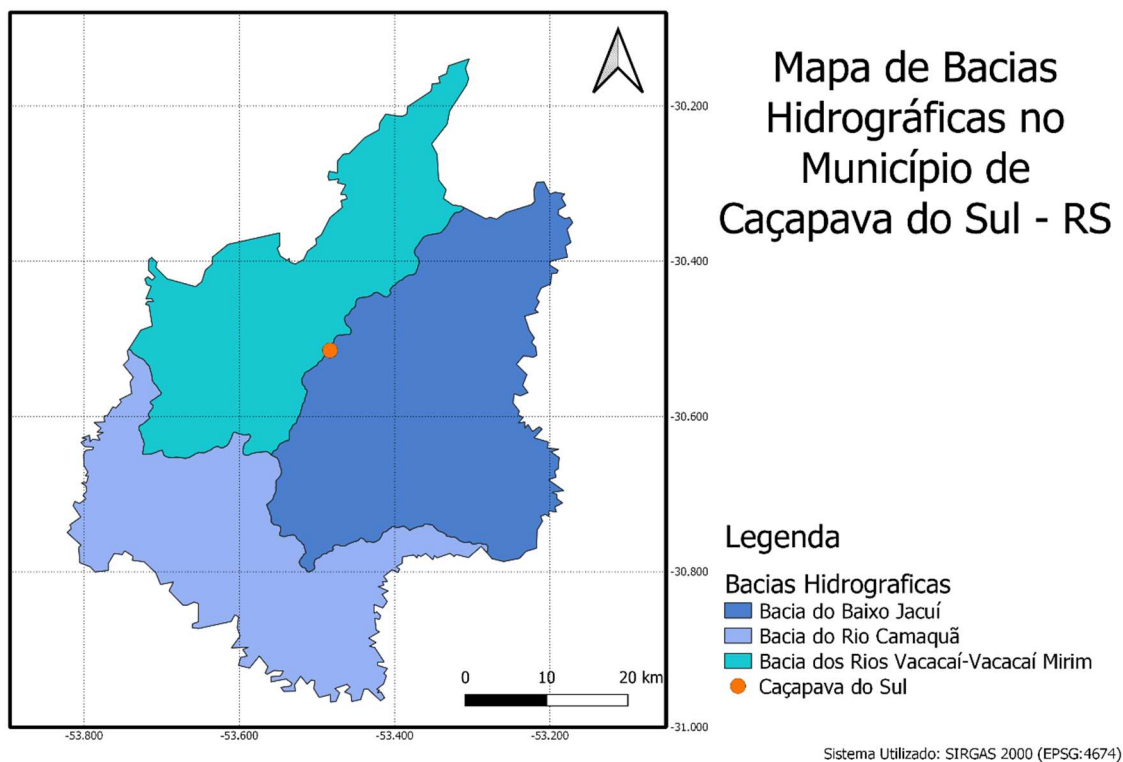 Mapa de Bacias
Hidrográficas no
Município de
Caçapava do Sul - RS
-30.200
-30.400
-30.600
-30.800
-31.000
-53.800
-53.600
-53.400
-53.200
0
10
20 km
Legenda
Bacias Hidrograficas
Bacia do Baixo Jacuí
Bacia do Rio Camaquã
Bacia dos Rios Vacacaí-Vacacaí Mirim
Caçapava do Sul
Sistema Utilizado: SIRGAS 2000 (EPSG:4674)